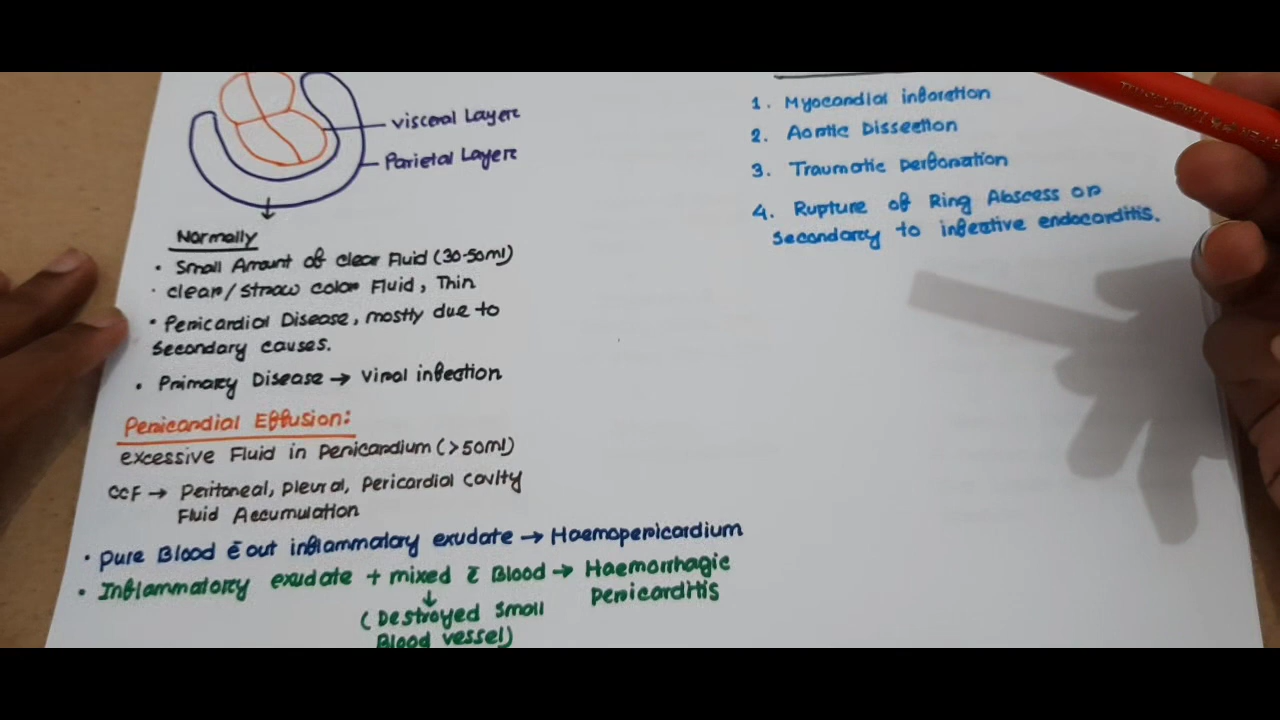 visceral Layere
Parietal Layere
Normally
• Small Amount of clear Fluid (30-50ml)
· clear/straw color Fluid, Thin
• Pericardial Disease, mostly due to
Secondary causes.
• Primary Disease → Viral infection
Pericardial Effusion:
excessive Fluid in Pericardium (>50ml)
CCF → Peritoneal, pleural, pericardial cavity
Fluid Accumulation
• pure Blood c̄ out inflammatory exudate → Haemopericardium
• Inflammatory exudate + mixed c̄ Blood → Haemorrhagic
pericarditis
↓
(Destroyed Small
Blood vessel)
1. Myocardial infarction
2. Aortic Dissection
3. Traumatic perforation
4. Rupture of Ring Abscess or
secondary to infective endocarditis.